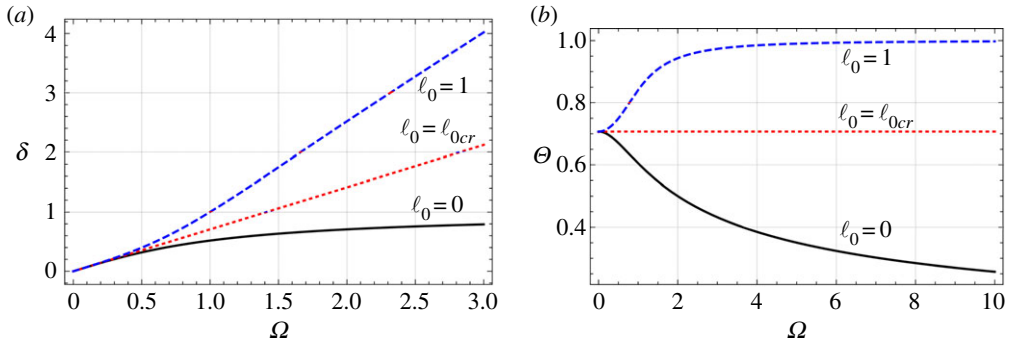 (a)
4
3
2
1
0
δ
ℓ₀ = 1
ℓ₀ = ℓ₀cr
ℓ₀ = 0
0 0.5 1.0 1.5 2.0 2.5 3.0
Ω
(b)
1.0
0.8
0.6
0.4
Θ
ℓ₀ = 1
ℓ₀ = ℓ₀cr
ℓ₀ = 0
0 2 4 6 8 10
Ω